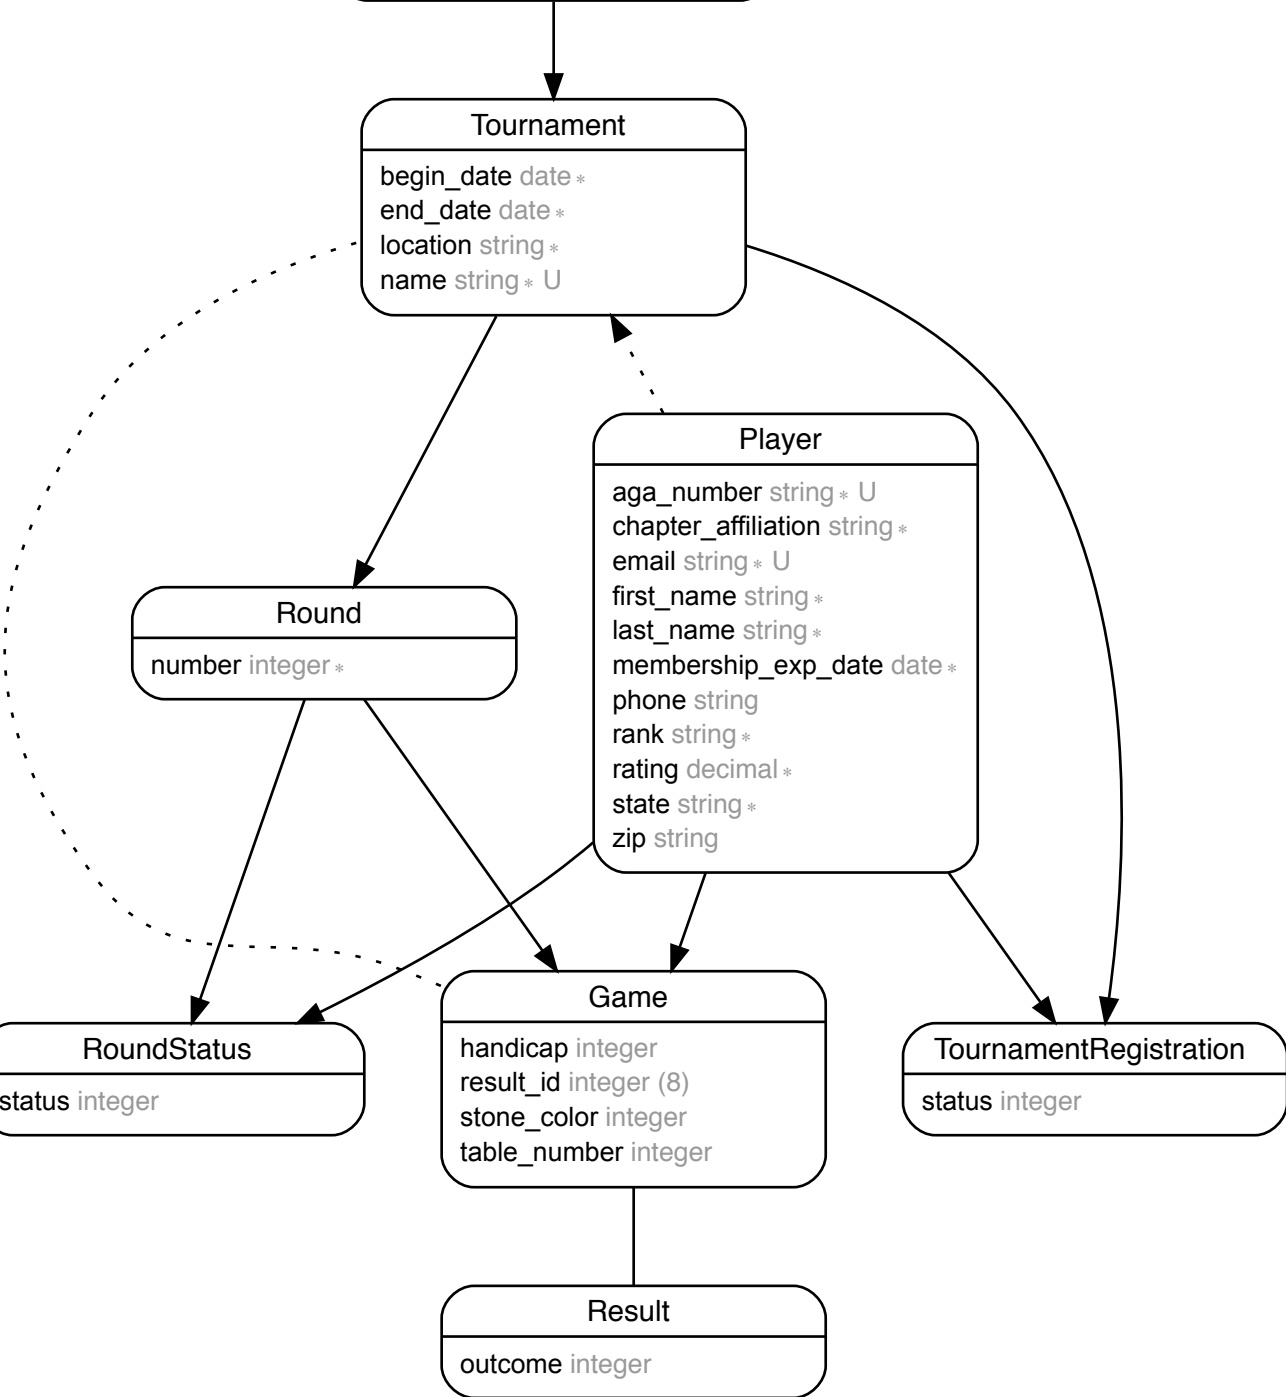 Tournament
begin_date date *
end_date date *
location string *
name string * U
Player
aga_number string * U
chapter_affiliation string *
email string * U
first_name string *
last_name string *
membership_exp_date date *
phone string
rank string *
rating decimal *
state string *
zip string
Round
number integer *
RoundStatus
status integer
Game
handicap integer
result_id integer (8)
stone_color integer
table_number integer
TournamentRegistration
status integer
Result
outcome integer